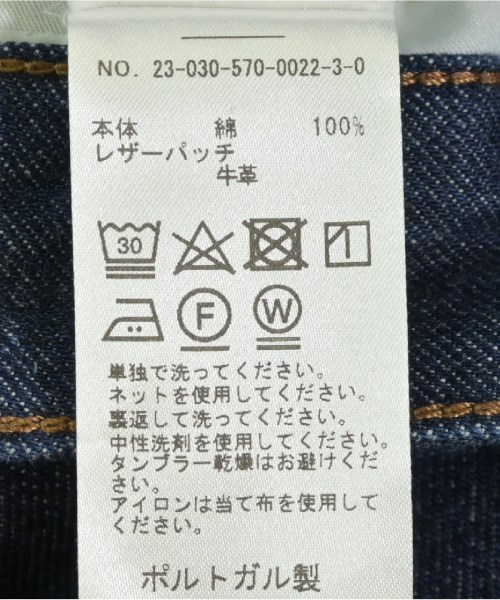 NO. 23-030-570-0022-3-0
本体 綿 100%
レザーパッチ
牛革
30
F W
単独で洗ってください。
ネットを使用してください。
裏返して洗ってください。
中性洗剤を使用してください。
タンブラー乾燥はお避けくだ
さい。
アイロンは当て布を使用して
ください。
ポルトガル製